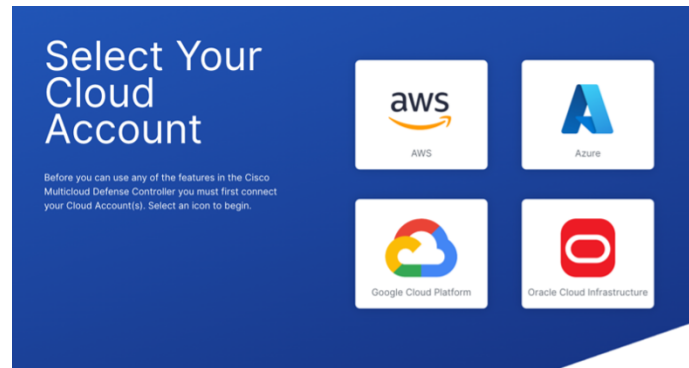 Select Your
Cloud
Account
Before you can use any of the features in the Cisco
Multicloud Defense Controller you must first connect
your Cloud Account(s). Select an icon to begin.
aws
AWS
Azure
Google Cloud Platform
Oracle Cloud Infrastructure